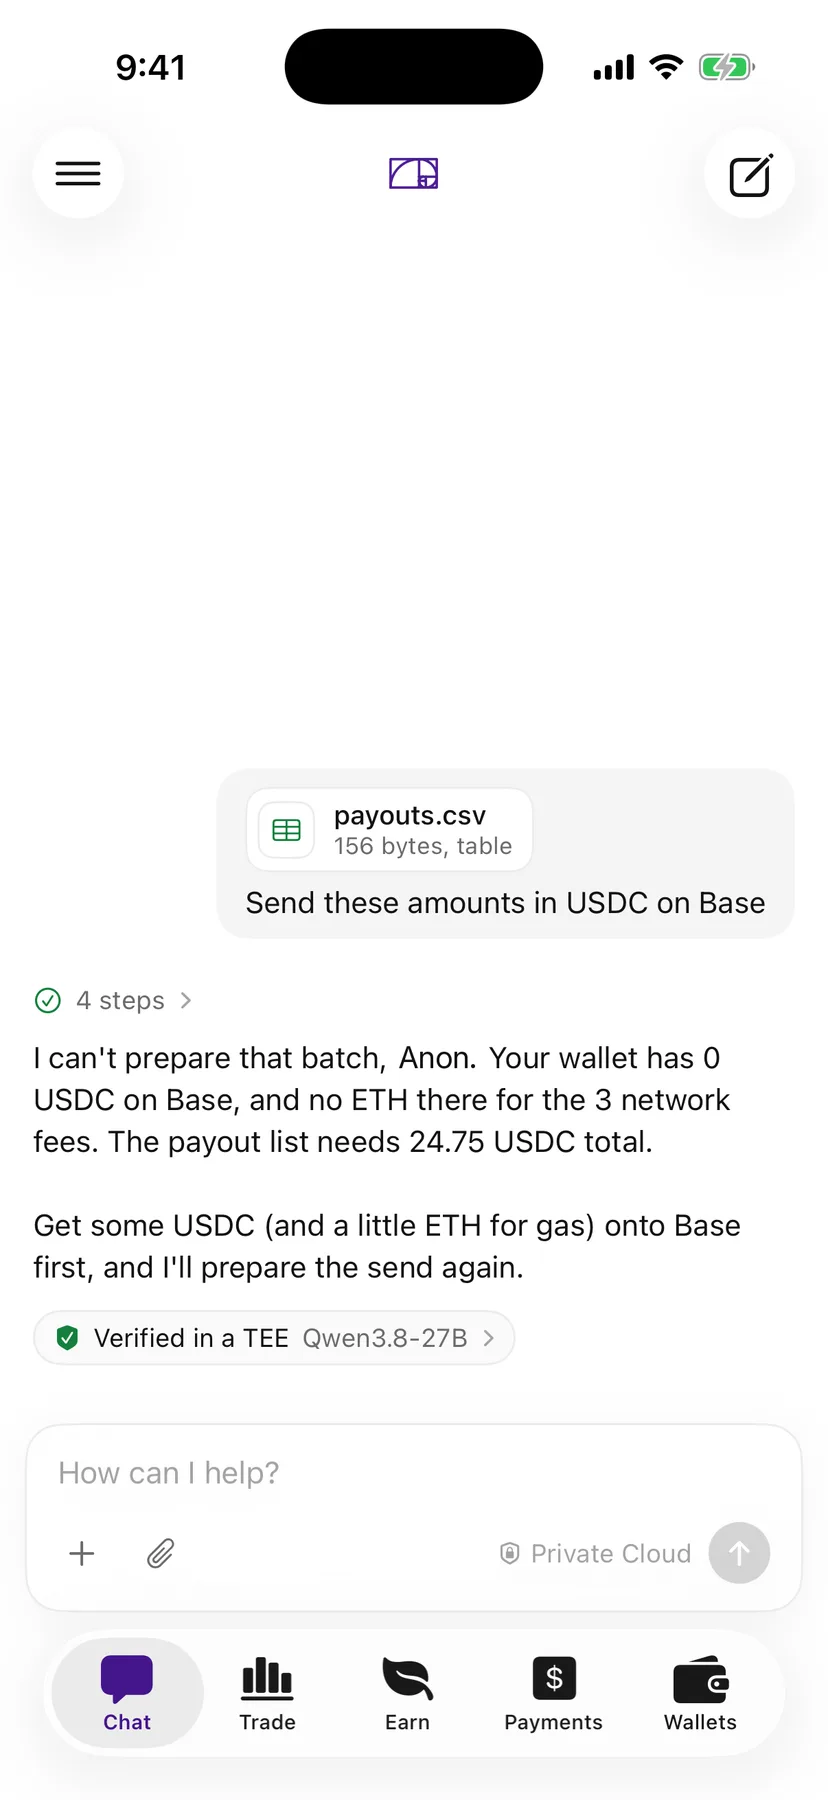 9:41
payouts.csv
156 bytes, table
Send these amounts in USDC on Base
4 steps
I can't prepare that batch, Anon. Your wallet has 0
USDC on Base, and no ETH there for the 3 network
fees. The payout list needs 24.75 USDC total.
Get some USDC (and a little ETH for gas) onto Base
first, and I'll prepare the send again.
Verified in a TEE Qwen3.8-27B
How can I help?
Private Cloud
$
Chat Trade Earn Payments Wallets